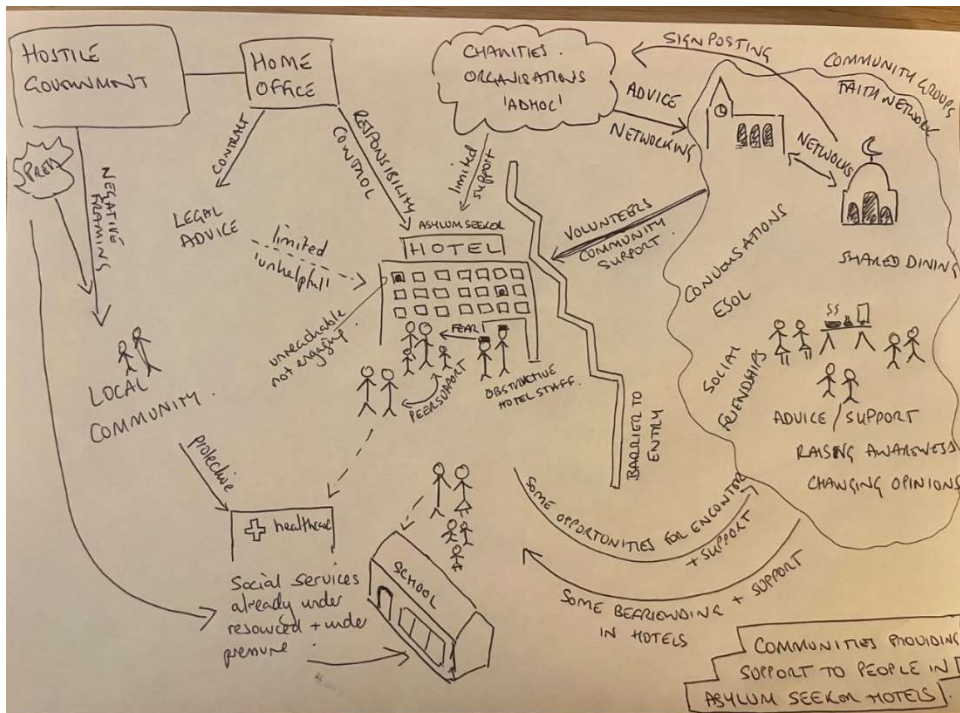 HOSTILE
GOVERNMENT
HOME
OFFICE
CHARITIES.
ORGANISATIONS
'ADHOC'
SIGNPOSTING
COMMUNITY GROUPS
FAITH NETWORK
ADVICE
NETWORKING
NETWORKS
CONTRACT
RESPONSIBILITY
CONTROL
limited
support
PRESS
NEGATIVE
FRAMING
LEGAL
ADVICE
limited
'unhelpful'
ASYLUM SEEKER
HOTEL
VOLUNTEERS
COMMUNITY
SUPPORT.
SHARED DINING
CONVERSATIONS
ESOL
SOCIAL
FRIENDSHIPS
unreachable
not engaging.
FEAR
PEER SUPPORT
OBSTRUCTIVE
HOTEL STAFF.
BARRIER TO
ENTRY
LOCAL
COMMUNITY.
ADVICE / SUPPORT
RAISING AWARENESS
CHANGING OPINIONS
protective
healthcare
SOME OPPORTUNITIES FOR ENCOUNTER
+ SUPPORT
SOME BEFRIENDING + SUPPORT
IN HOTELS
Social Services
already under
resourced + under
pressure
SCHOOL
COMMUNITIES PROVIDING
SUPPORT TO PEOPLE IN
ASYLUM SEEKER HOTELS.